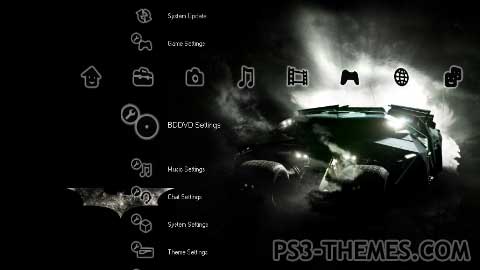 System Update
Game Settings
BD/DVD Settings
Music Settings
Chat Settings
System Settings
Theme Settings
PS3-THEMES.COM